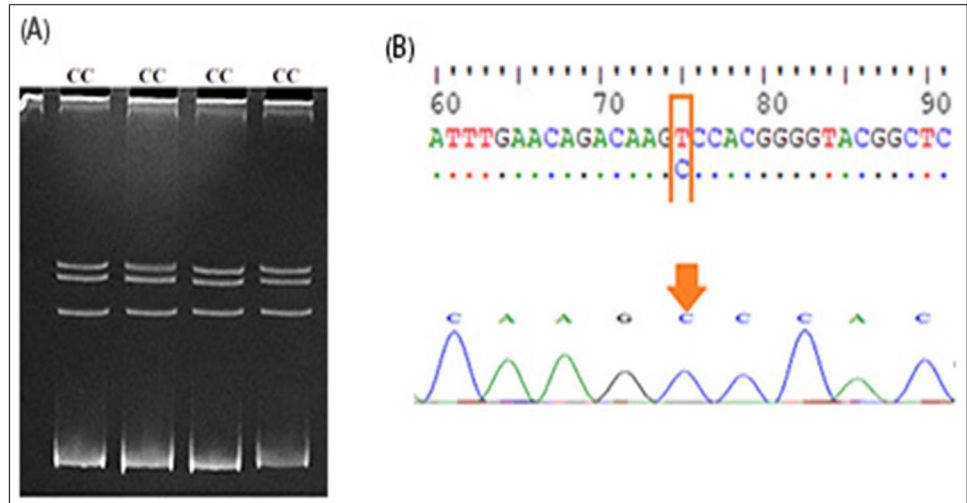 (A)
CC CC CC CC
(B)
60 70 80 90
ATTTGAACAGACAAGTCCACGGGGTACGGCTC
C
C A A G C C C A C